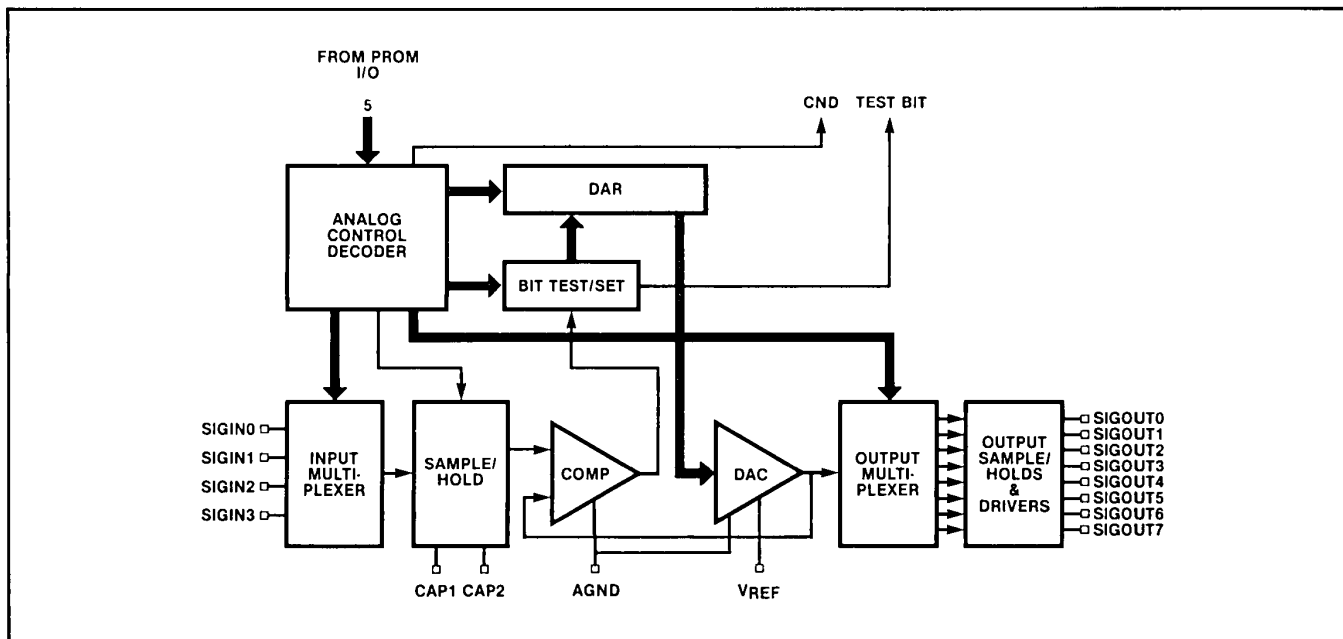 FROM PROM
I/O
5
CND TEST BIT
ANALOG
CONTROL
DECODER
DAR
BIT TEST/SET
SIGIN0
SIGIN1
SIGIN2
SIGIN3
INPUT
MULTI-
PLEXER
SAMPLE/
HOLD
COMP
DAC
OUTPUT
MULTI-
PLEXER
OUTPUT
SAMPLE/
HOLDS
&
DRIVERS
SIGOUT0
SIGOUT1
SIGOUT2
SIGOUT3
SIGOUT4
SIGOUT5
SIGOUT6
SIGOUT7
CAP1 CAP2
AGND
VREF